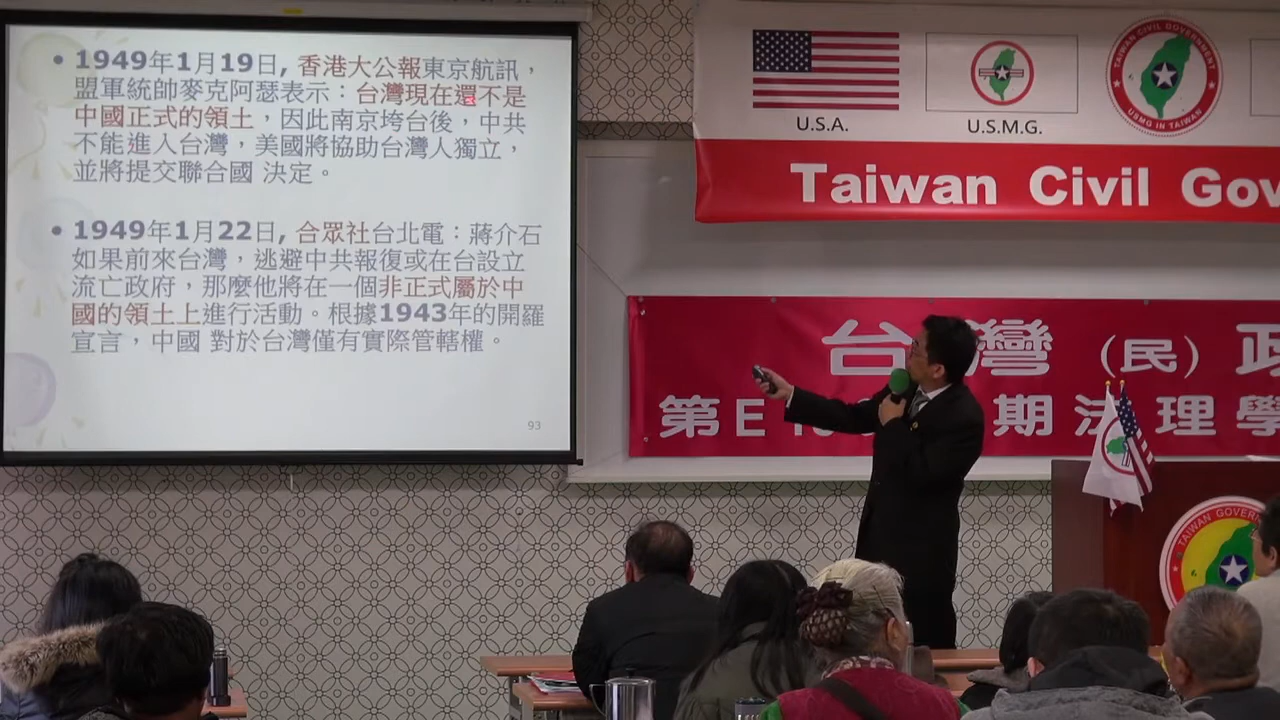 • 1949年1月19日, 香港大公報東京航訊，
盟軍統帥麥克阿瑟表示：台灣現在還不是
中國正式的領土，因此南京垮台後，中共
不能進入台灣，美國將協助台灣人獨立，
並將提交聯合國 決定。
• 1949年1月22日, 合眾社台北電：蔣介石
如果前來台灣，逃避中共報復或在台設立
流亡政府，那麼他將在一個非正式屬於中
國的領土上進行活動。根據1943年的開羅
宣言，中國 對於台灣僅有實際管轄權。
93
U.S.A.
U.S.M.G.
TAIWAN CIVIL GOVERNMENT
USMG IN TAIWAN
Taiwan Civil Gov
台灣（民）政
第E 期法理學
TAIWAN GOVER